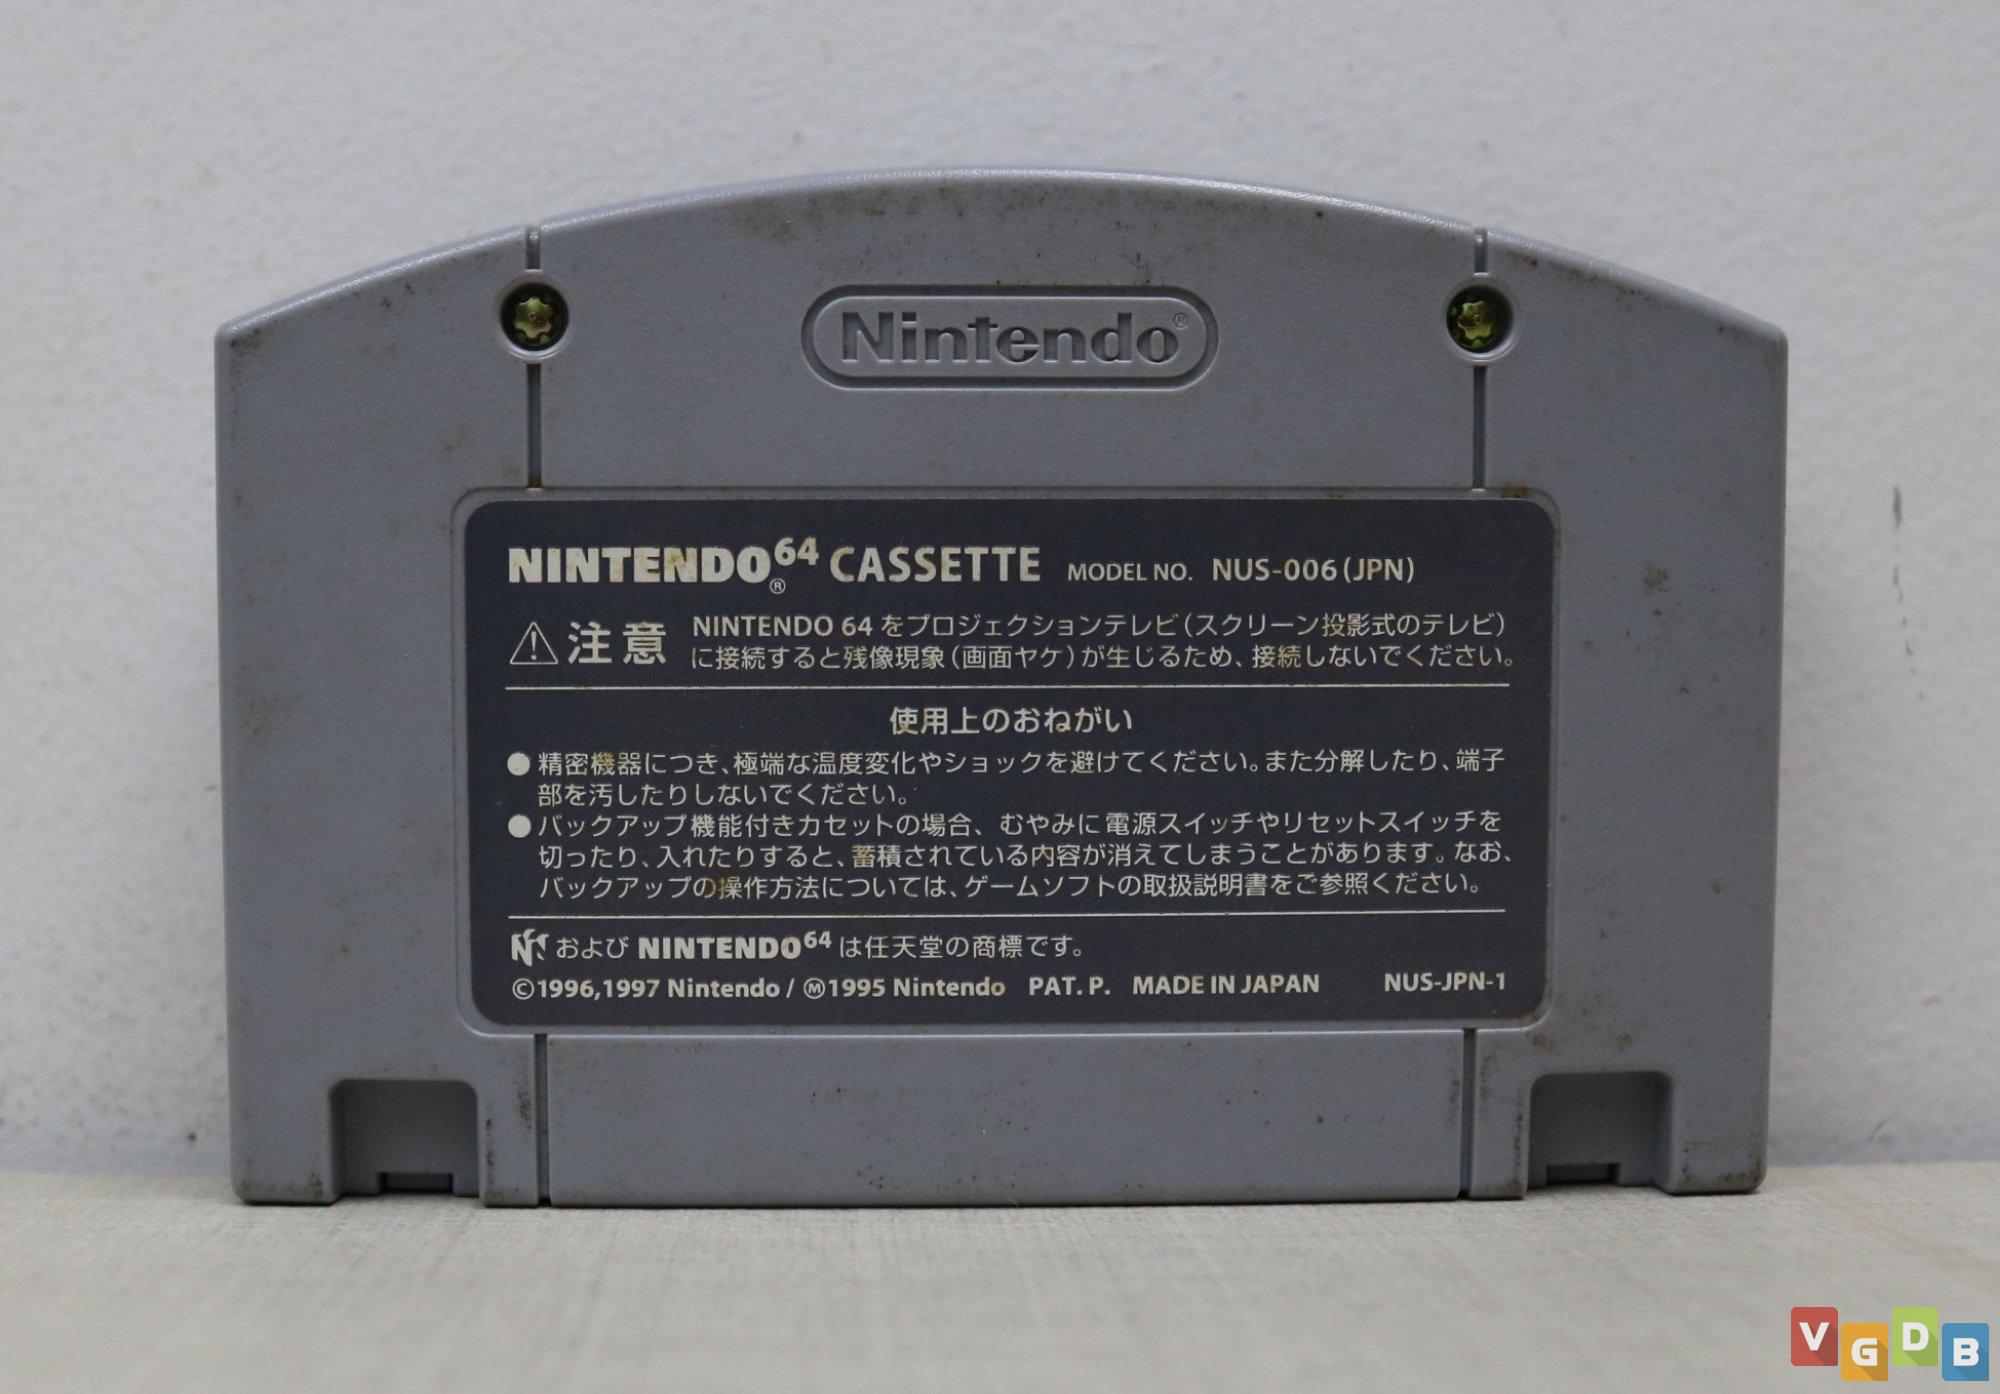 Nintendo®
NINTENDO64® CASSETTE MODEL NO. NUS-006(JPN)
⚠注意 NINTENDO 64 をプロジェクションテレビ(スクリーン投影式のテレビ)
に接続すると残像現象(画面ヤケ)が生じるため、接続しないでください。
使用上のおねがい
●精密機器につき、極端な温度変化やショックを避けてください。また分解したり、端子
部を汚したりしないでください。
●バックアップ機能付きカセットの場合、むやみに電源スイッチやリセットスイッチを
切ったり、入れたりすると、蓄積されている内容が消えてしまうことがあります。なお、
バックアップの操作方法については、ゲームソフトの取扱説明書をご参照ください。
および NINTENDO64 は任天堂の商標です。
©1996,1997 Nintendo / Ⓜ1995 Nintendo PAT. P. MADE IN JAPAN NUS-JPN-1
VGDB